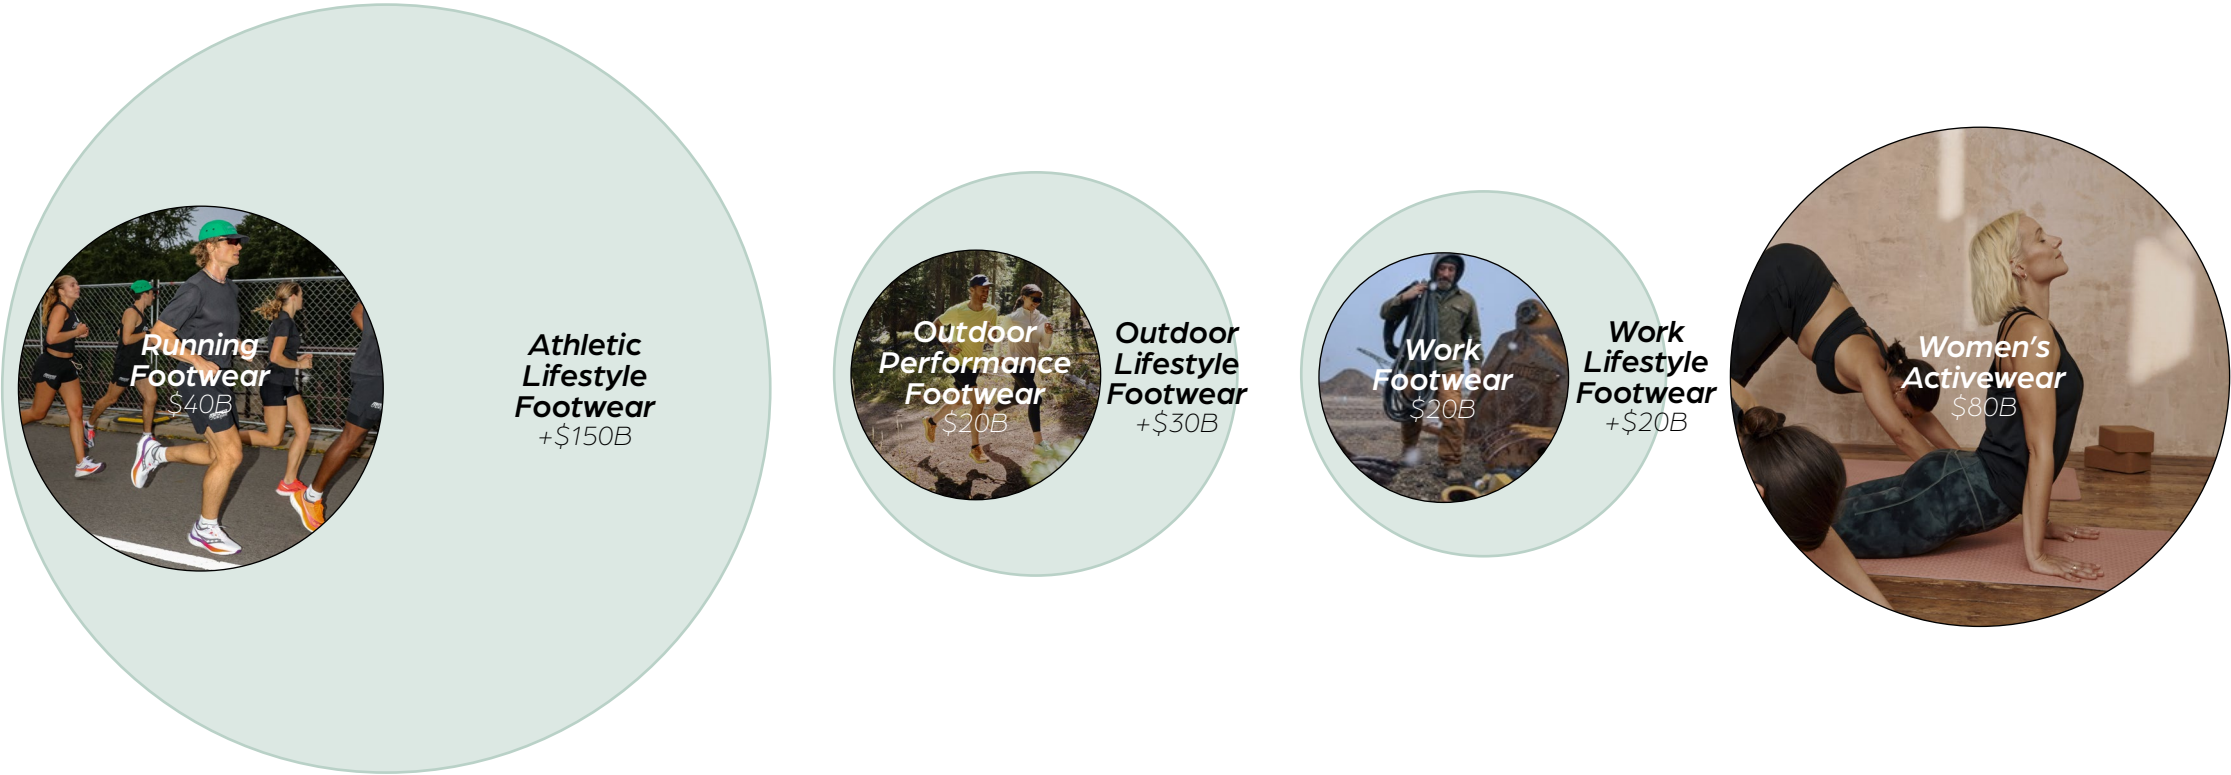 Running
Footwear
$40B
Athletic
Lifestyle
Footwear
+$150B
Outdoor
Performance
Footwear
$20B
Outdoor
Lifestyle
Footwear
+$30B
Work
Footwear
$20B
Work
Lifestyle
Footwear
+$20B
Women's
Activewear
$80B